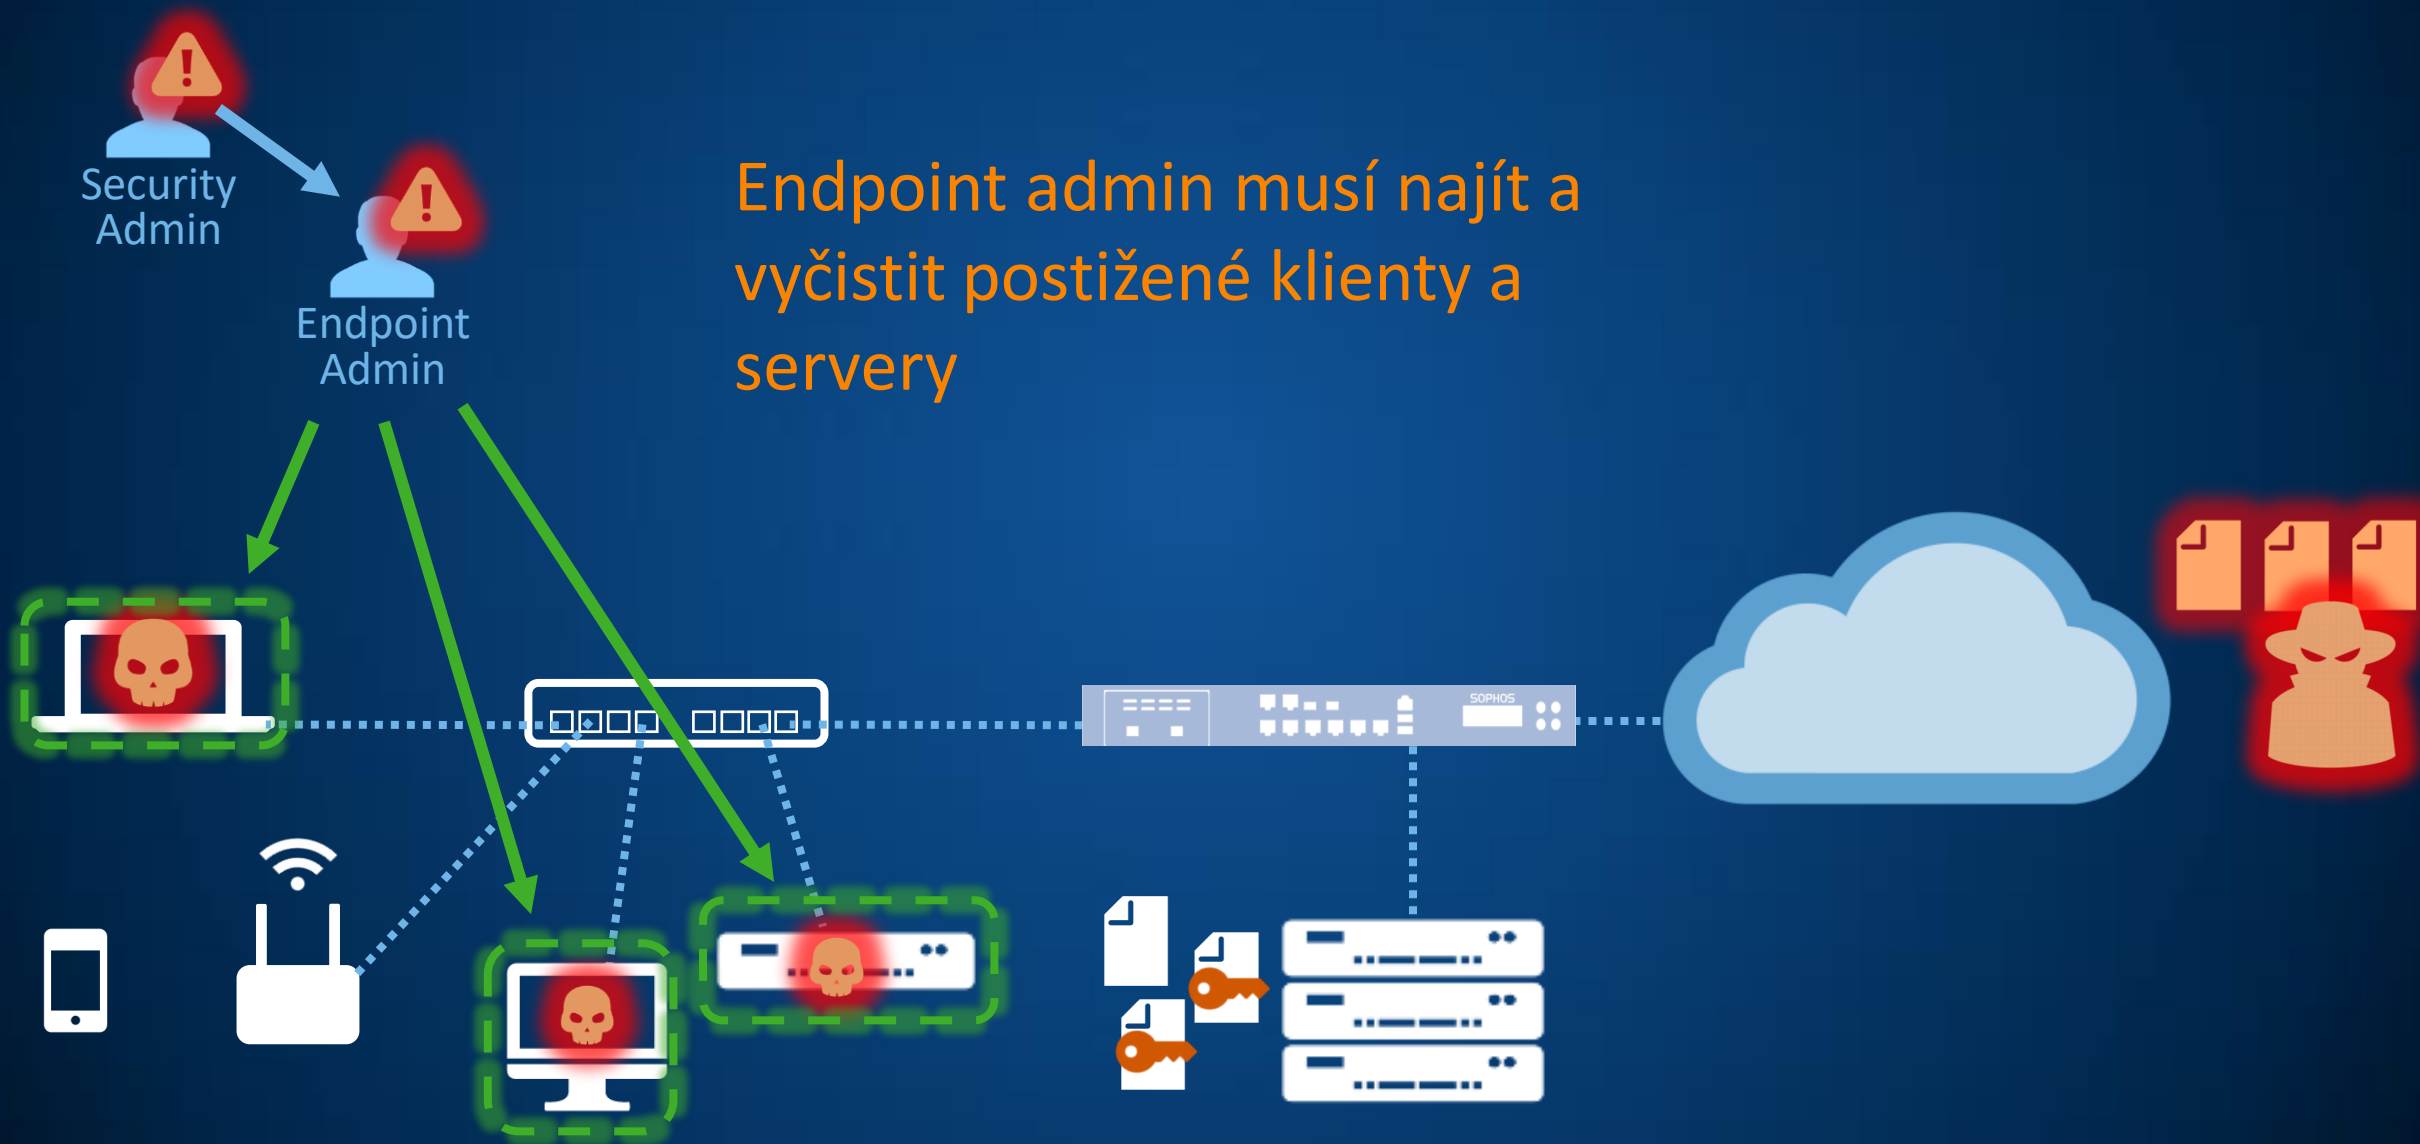 Security
Admin
Endpoint
Admin
Endpoint admin musí najít a
vyčistit postižené klienty a
servery
SOPHOS